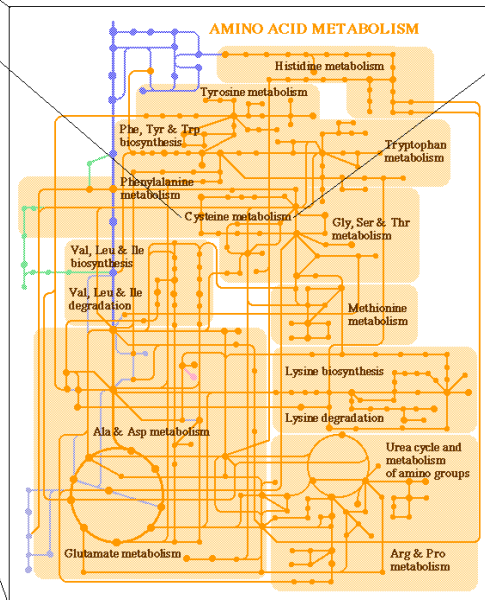 AMINO ACID METABOLISM
Histidine metabolism
Tyrosine metabolism
Phe, Tyr & Trp
biosynthesis
Tryptophan
metabolism
Phenylalanine
metabolism
Cysteine metabolism
Gly, Ser & Thr
metabolism
Val, Leu & Ile
biosynthesis
Val, Leu & Ile
degradation
Methionine
metabolism
Lysine biosynthesis
Lysine degradation
Ala & Asp metabolism
Urea cycle and
metabolism
of amino groups
Glutamate metabolism
Arg & Pro
metabolism